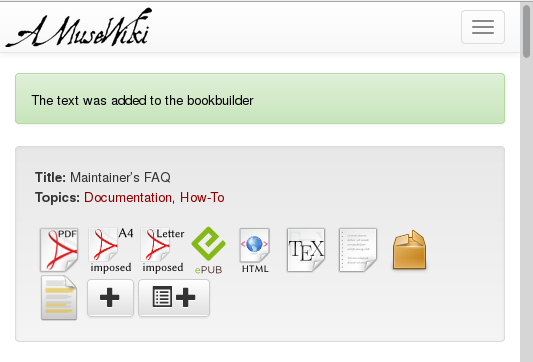 AMuseWiki
The text was added to the bookbuilder
Title: Maintainer's FAQ
Topics: Documentation, How-To
PDF A4 Letter
imposed imposed ePUB HTML TEX